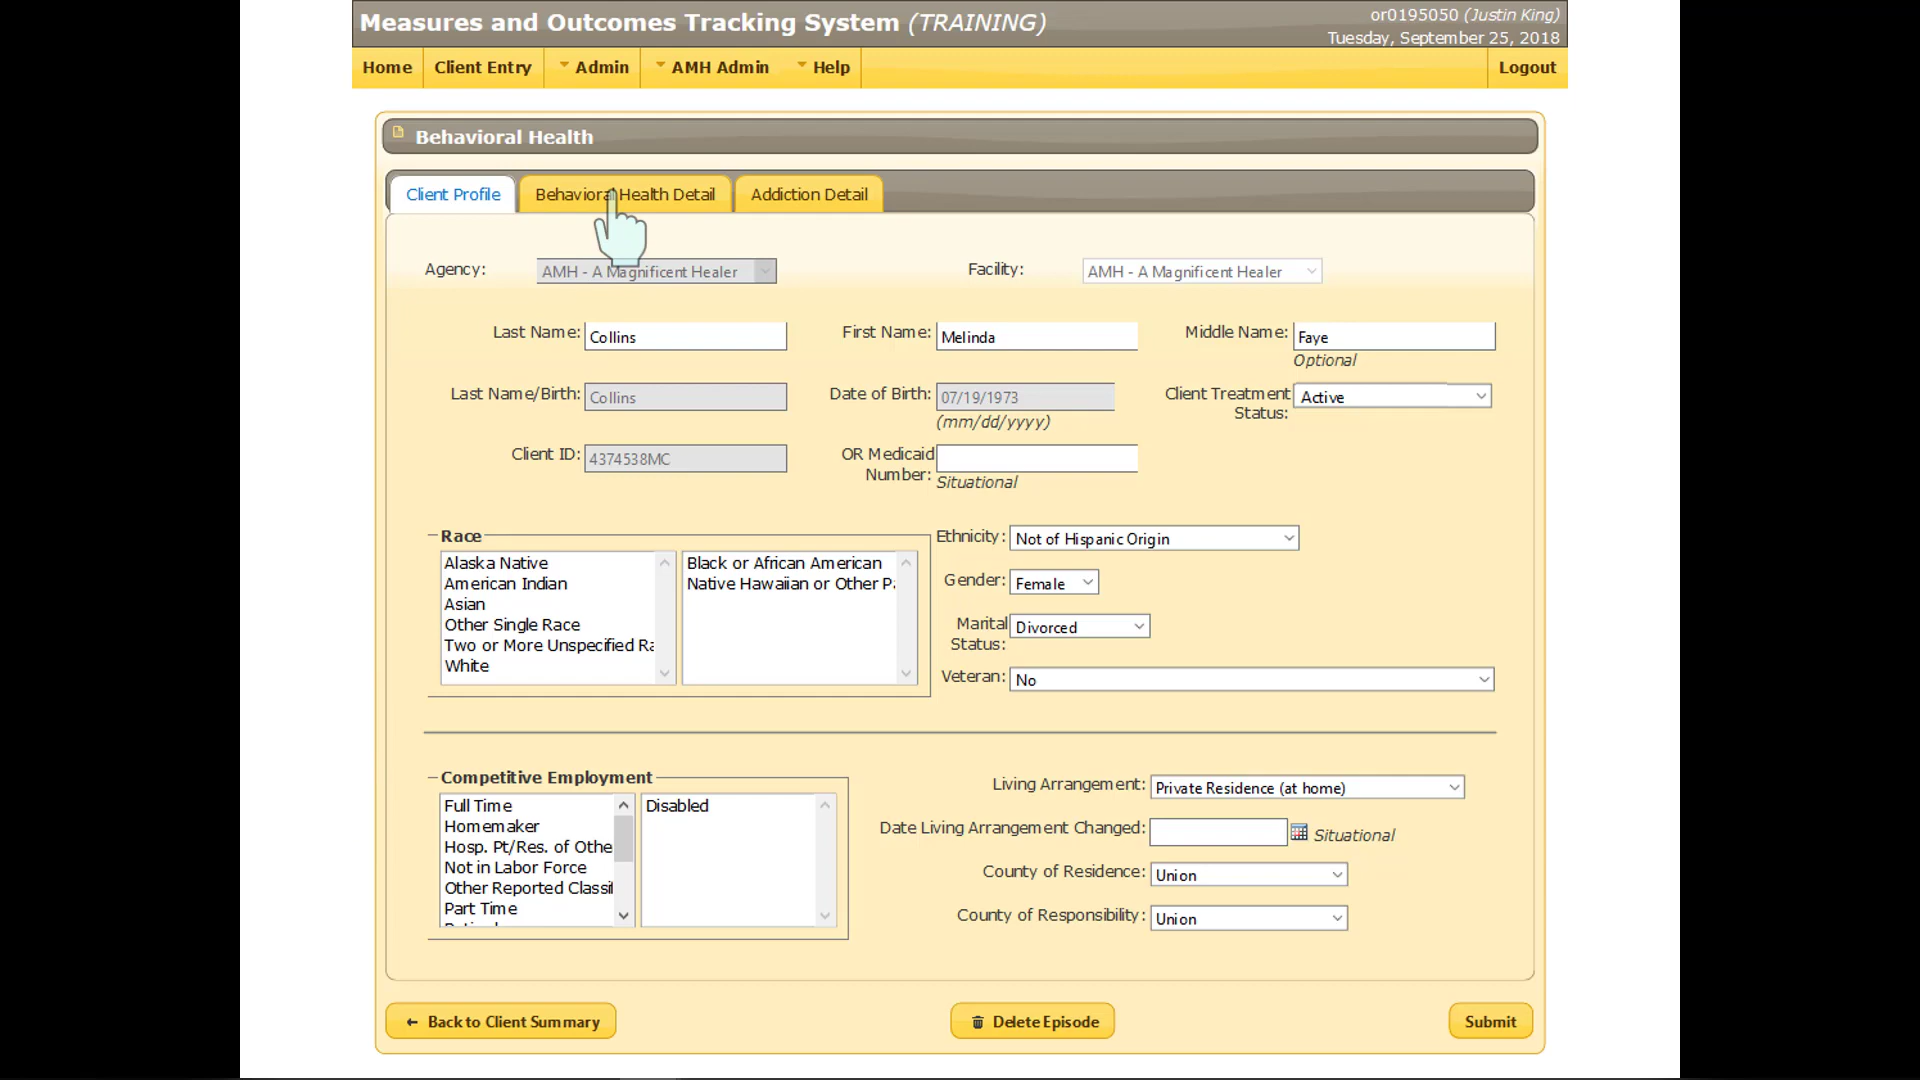 Measures and Outcomes Tracking System (TRAINING)
or0195050 (Justin King)
Tuesday, September 25, 2018
Home Client Entry Admin AMH Admin Help Logout
Behavioral Health
Client Profile Behavioral Health Detail Addiction Detail
Agency: AMH - A Magnificent Healer Facility: AMH - A Magnificent Healer
Last Name: Collins First Name: Melinda Middle Name: Faye
Optional
Last Name/Birth: Collins Date of Birth: 07/19/1973 Client Treatment Status: Active
(mm/dd/yyyy)
Client ID: 4374538MC OR Medicaid Number:
Situational
Race
Alaska Native
American Indian
Asian
Other Single Race
Two or More Unspecified Ra
White
Black or African American
Native Hawaiian or Other Pa
Ethnicity: Not of Hispanic Origin
Gender: Female
Marital Status: Divorced
Veteran: No
Competitive Employment
Full Time
Homemaker
Hosp. Pt/Res. of Othe
Not in Labor Force
Other Reported Classif
Part Time
Disabled
Living Arrangement: Private Residence (at home)
Date Living Arrangement Changed: Situational
County of Residence: Union
County of Responsibility: Union
Back to Client Summary Delete Episode Submit